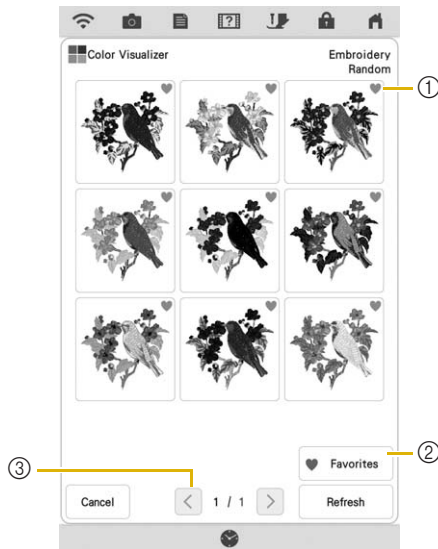 Color Visualizer
Embroidery
Random
①
②
Favorites
③
Cancel
1 / 1
Refresh